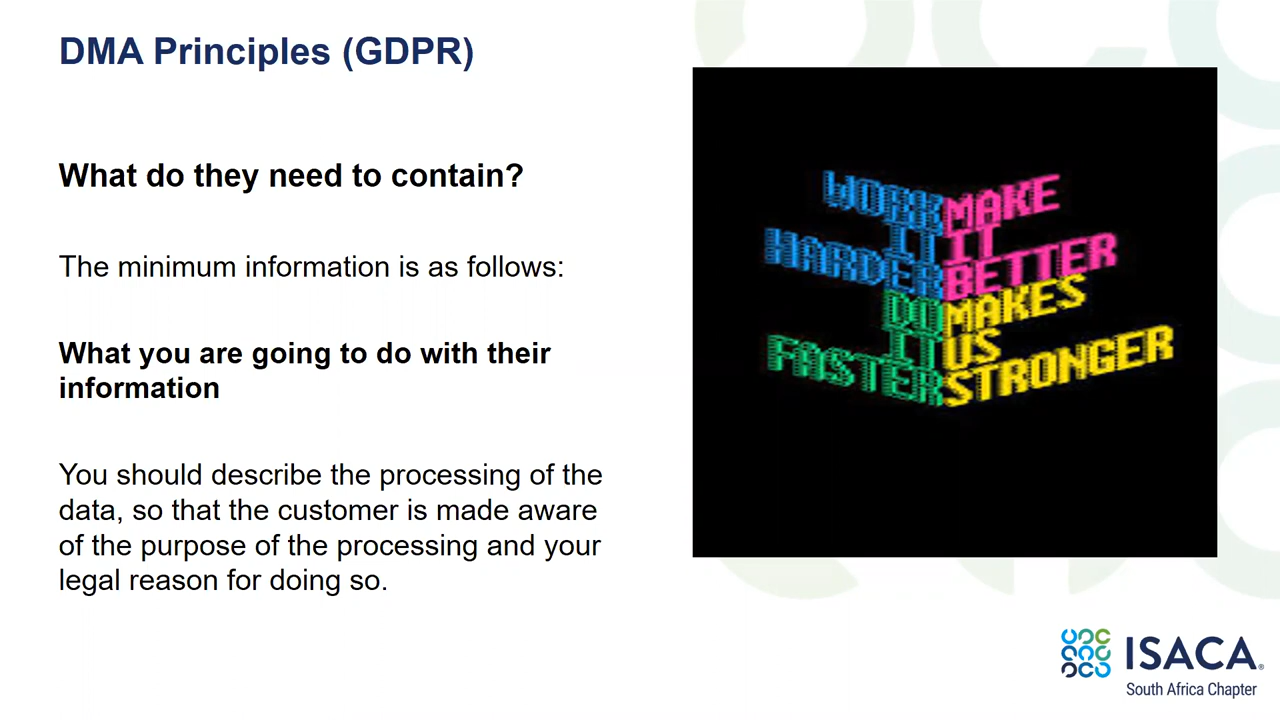 DMA Principles (GDPR)
What do they need to contain?
The minimum information is as follows:
What you are going to do with their
information
You should describe the processing of the
data, so that the customer is made aware
of the purpose of the processing and your
legal reason for doing so.
WORK MAKE
IT IT
HARDER BETTER
DO MAKES
IT US
FASTER STRONGER
ISACA®
South Africa Chapter